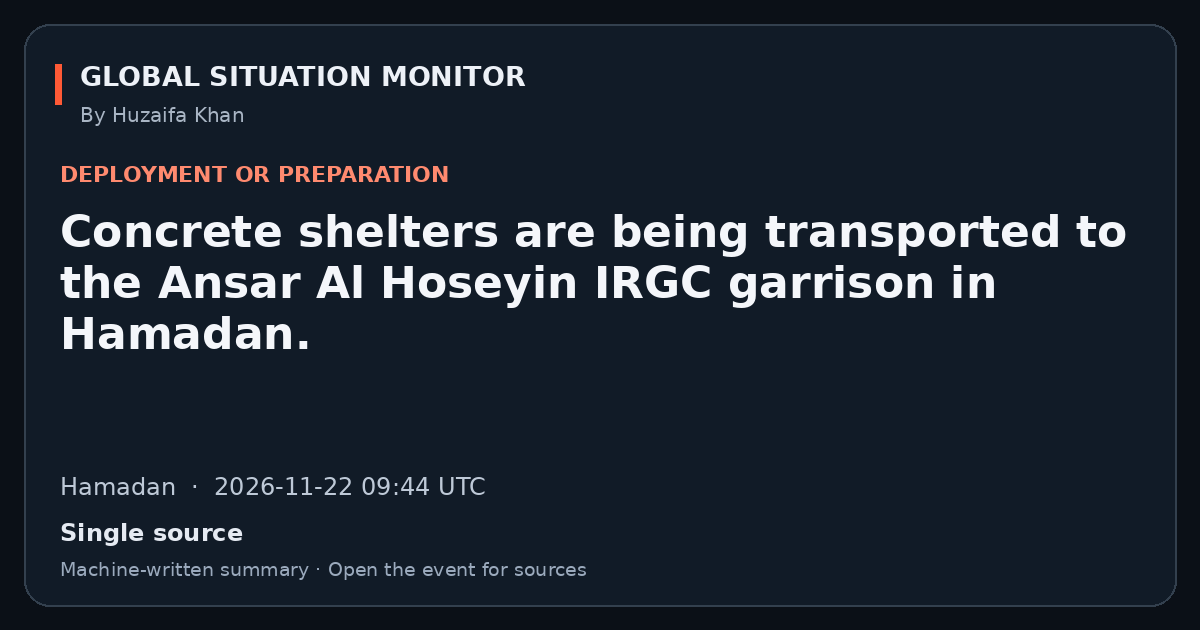 GLOBAL SITUATION MONITOR
By Huzaifa Khan
DEPLOYMENT OR PREPARATION
Concrete shelters are being transported to
the Ansar Al Hoseyin IRGC garrison in
Hamadan.
Hamadan · 2026-11-22 09:44 UTC
Single source
Machine-written summary · Open the event for sources